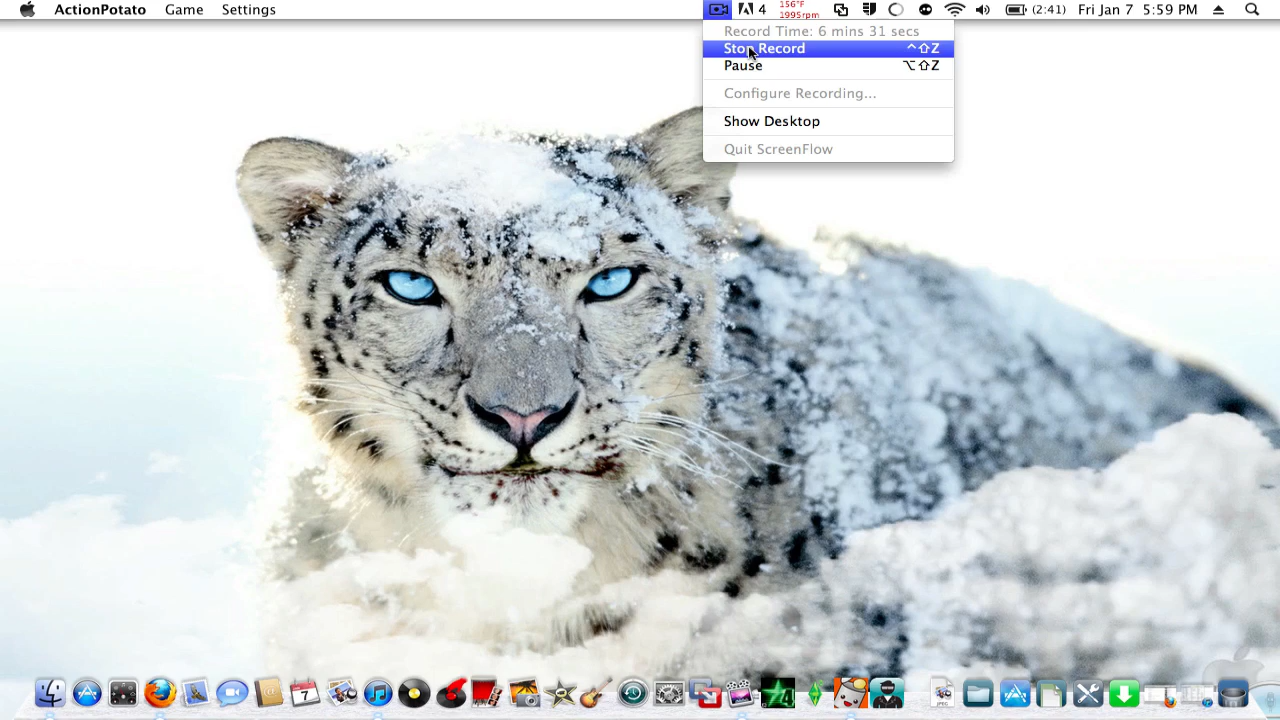 ActionPotato Game Settings 4 156°F 1995rpm (2:41) Fri Jan 7 5:59 PM
Record Time: 6 mins 31 secs
Stop Record ^⇧Z
Pause ⌥⇧Z
Configure Recording...
Show Desktop
Quit ScreenFlow
7